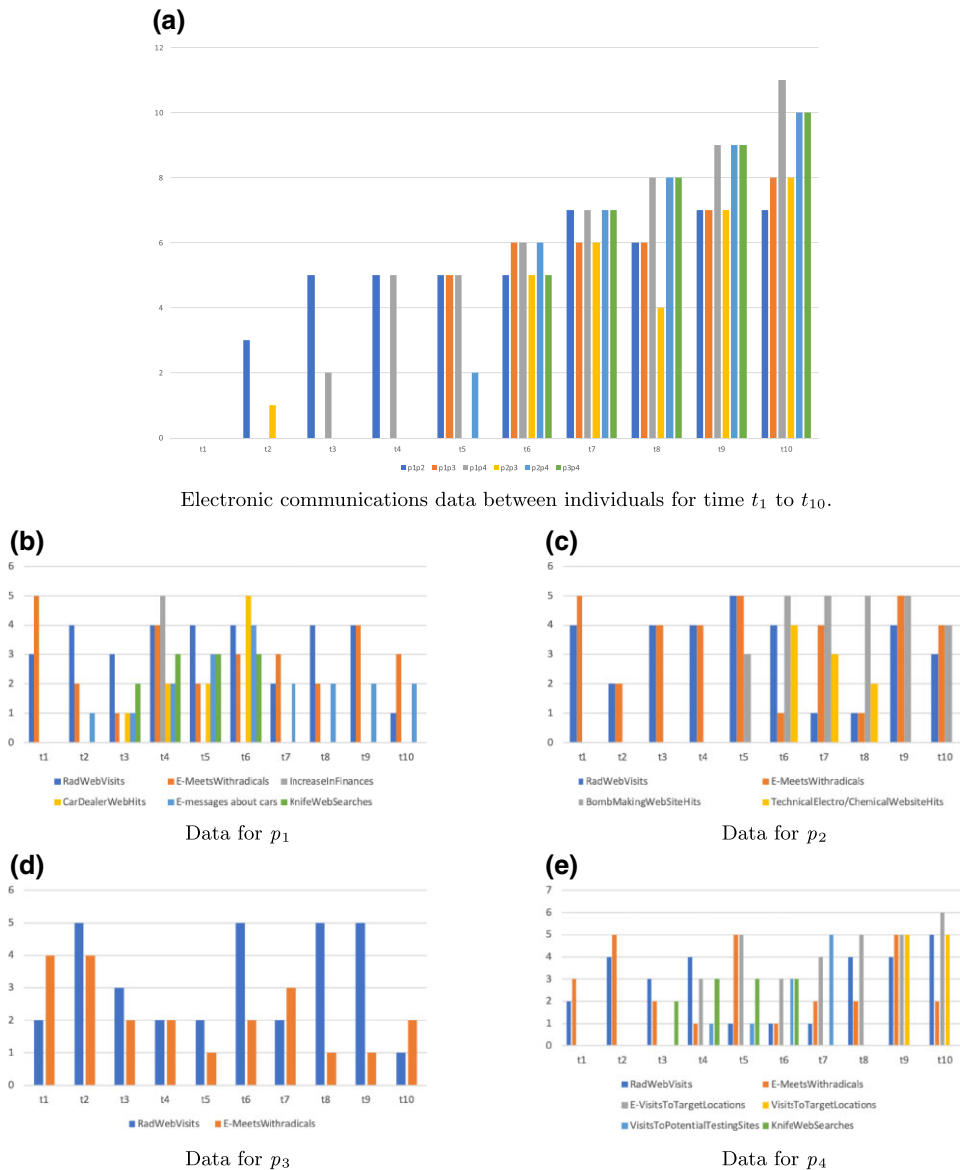 (a)
12
10
8
6
4
2
0
t1 t2 t3 t4 t5 t6 t7 t8 t9 t10
p1p2 p1p3 p1p4 p2p3 p2p4 p3p4
Electronic communications data between individuals for time t1 to t10.
(b)
6
5
4
3
2
1
0
t1 t2 t3 t4 t5 t6 t7 t8 t9 t10
RadWebVisits E-MeetsWithradicals IncreaseInFinances
CarDealerWebHits E-messages about cars KnifeWebSearches
Data for p1
(c)
6
5
4
3
2
1
0
t1 t2 t3 t4 t5 t6 t7 t8 t9 t10
RadWebVisits E-MeetsWithradicals
BombMakingWebSiteHits TechnicalElectro/ChemicalWebsiteHits
Data for p2
(d)
6
5
4
3
2
1
0
t1 t2 t3 t4 t5 t6 t7 t8 t9 t10
RadWebVisits E-MeetsWithradicals
Data for p3
(e)
7
6
5
4
3
2
1
0
t1 t2 t3 t4 t5 t6 t7 t8 t9 t10
RadWebVisits E-MeetsWithradicals
E-VisitsToTargetLocations VisitsToTargetLocations
VisitsToPotentialTestingSites KnifeWebSearches
Data for p4